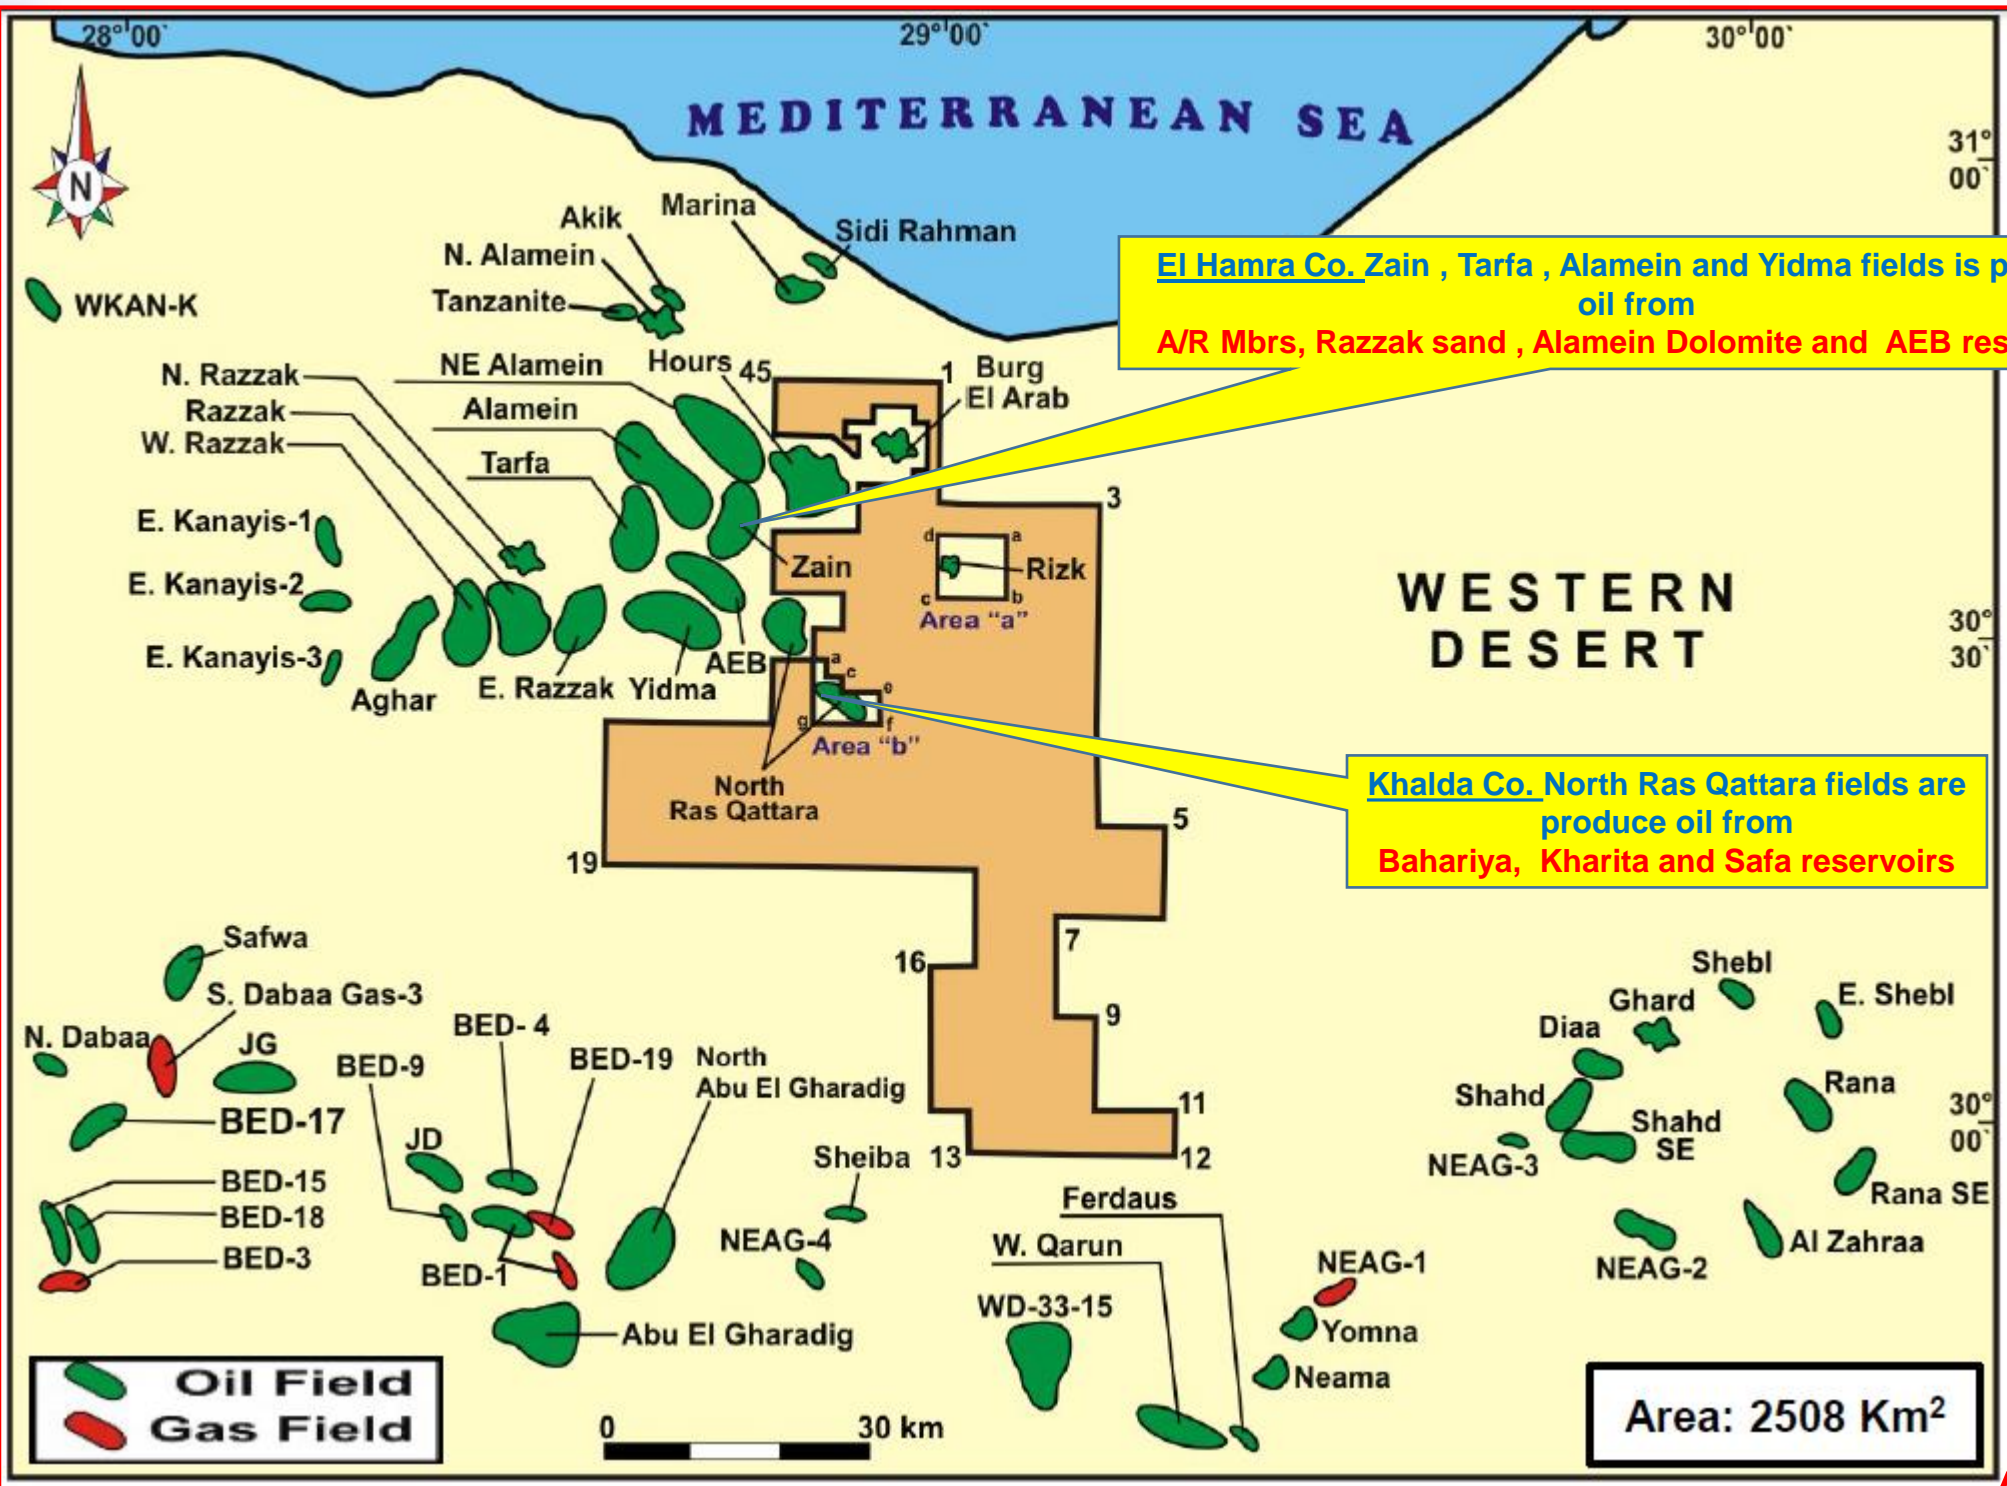 28°00`
29°00`
30°00`
MEDITERRANEAN SEA
31°
00`
N
Akik
Marina
Sidi Rahman
N. Alamein
Tanzanite
WKAN-K
El Hamra Co. Zain , Tarfa , Alamein and Yidma fields is p
oil from
A/R Mbrs, Razzak sand , Alamein Dolomite and AEB res
N. Razzak
NE Alamein
Hours
45
1
Burg
El Arab
Razzak
Alamein
W. Razzak
Tarfa
3
E. Kanayis-1
d
a
Zain
Rizk
E. Kanayis-2
c
b
Area “a”
WESTERN
DESERT
30°
30`
E. Kanayis-3
AEB
a
c
e
Aghar
E. Razzak
Yidma
g
f
Area “b”
North
Ras Qattara
Khalda Co. North Ras Qattara fields are
produce oil from
Bahariya, Kharita and Safa reservoirs
5
19
Safwa
7
16
Shebl
S. Dabaa Gas-3
Ghard
E. Shebl
9
N. Dabaa
JG
BED- 4
Diaa
BED-9
BED-19
North
Abu El Gharadig
Rana
Shahd
11
30°
00`
BED-17
Shahd
SE
JD
Sheiba
13
12
NEAG-3
BED-15
Ferdaus
Rana SE
BED-18
NEAG-4
W. Qarun
Al Zahraa
BED-3
BED-1
NEAG-1
NEAG-2
WD-33-15
Abu El Gharadig
Yomna
Neama
Oil Field
Gas Field
0
30 km
Area: 2508 Km²